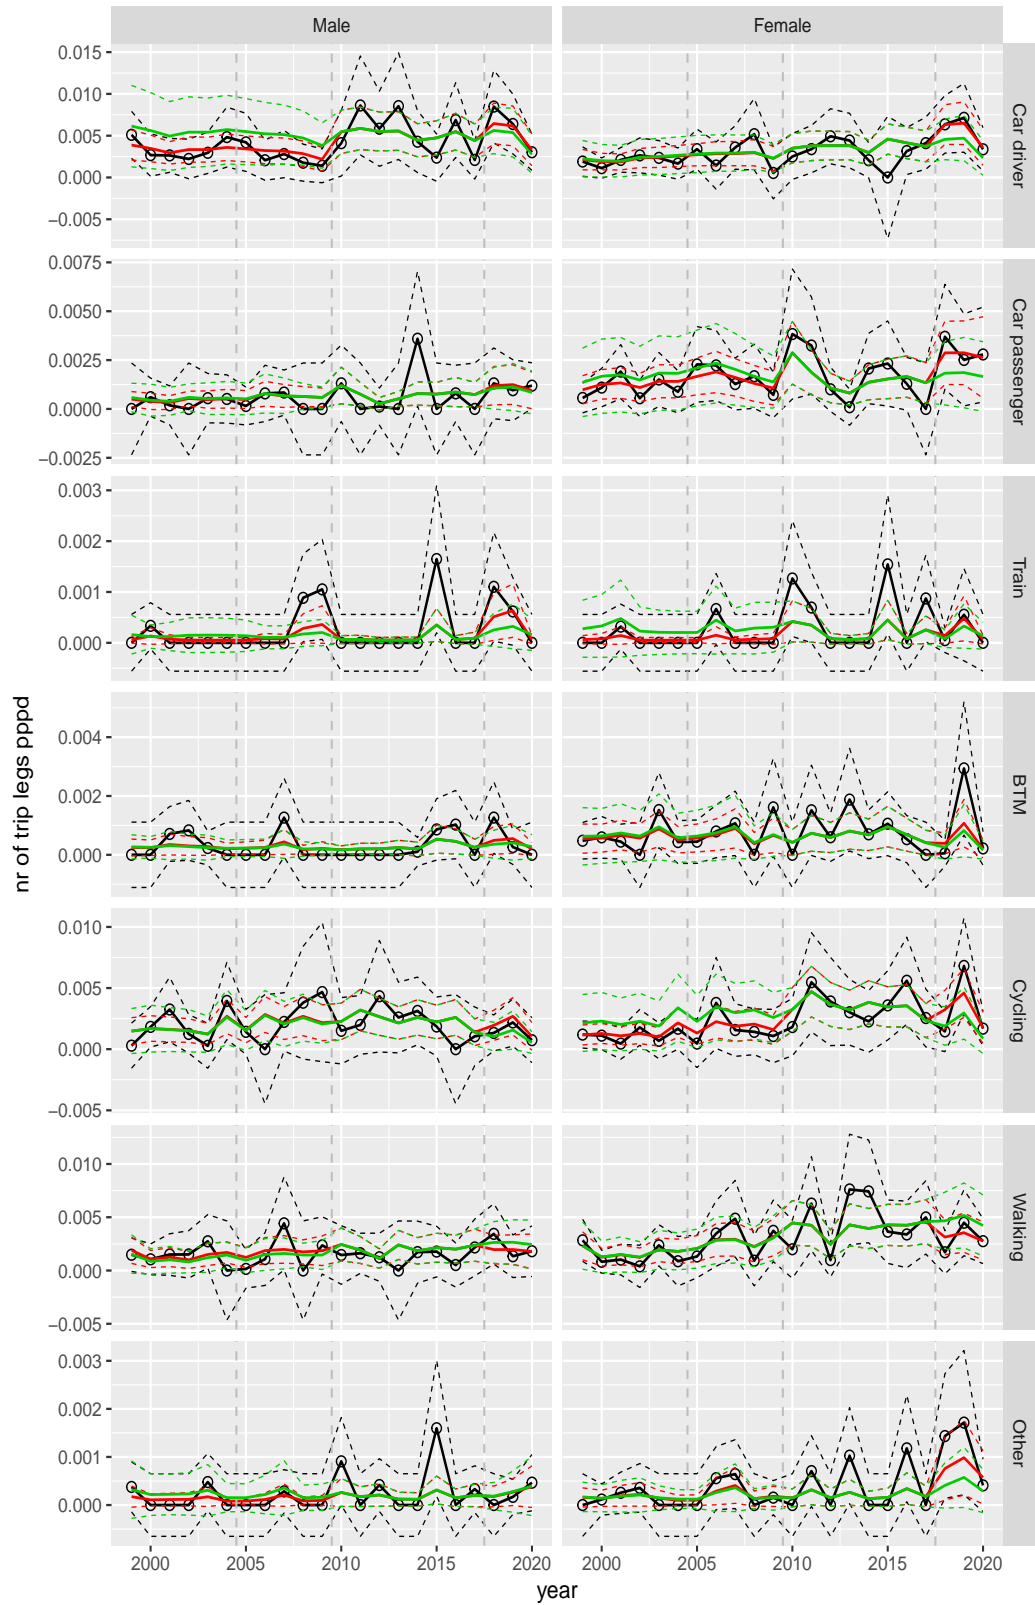 Male Female
0.015
0.010
0.005
0.000
−0.005
Car driver
0.0075
0.0050
0.0025
0.0000
−0.0025
Car passenger
0.003
0.002
0.001
0.000
Train
0.004
0.002
0.000
BTM
0.010
0.005
0.000
−0.005
Cycling
0.010
0.005
0.000
−0.005
Walking
0.003
0.002
0.001
0.000
Other
nr of trip legs pppd
2000 2005 2010 2015 2020 2000 2005 2010 2015 2020
year